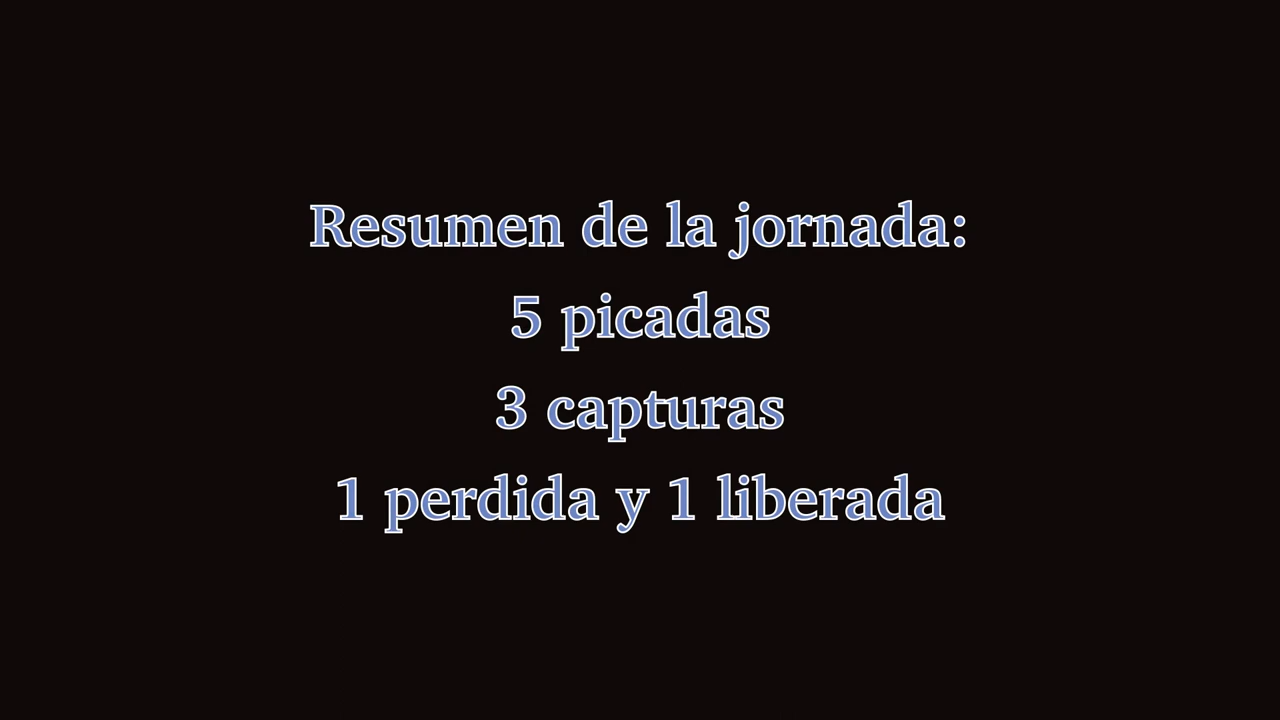 Resumen de la jornada:
5 picadas
3 capturas
1 perdida y 1 liberada